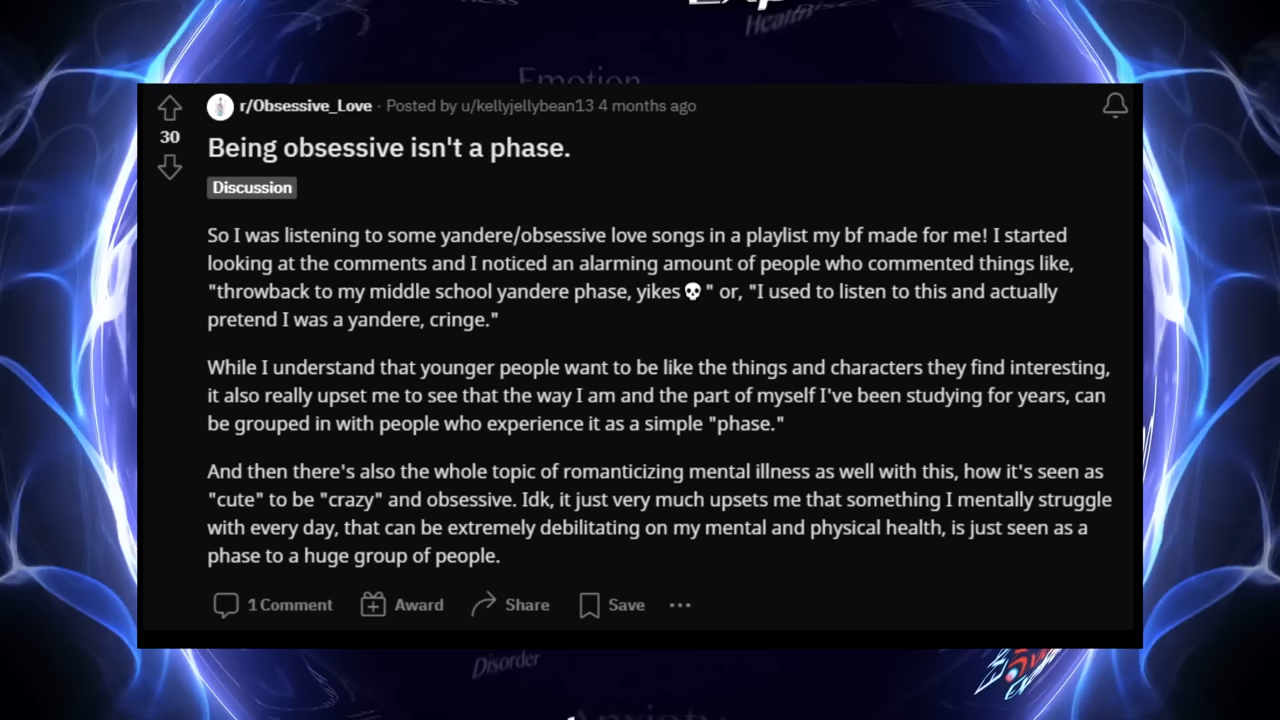 Health
Emotion
r/Obsessive_Love · Posted by u/kellyjellybean13 4 months ago
30
Being obsessive isn't a phase.
Discussion
So I was listening to some yandere/obsessive love songs in a playlist my bf made for me! I started
looking at the comments and I noticed an alarming amount of people who commented things like,
"throwback to my middle school yandere phase, yikes💀" or, "I used to listen to this and actually
pretend I was a yandere, cringe."
While I understand that younger people want to be like the things and characters they find interesting,
it also really upset me to see that the way I am and the part of myself I've been studying for years, can
be grouped in with people who experience it as a simple "phase."
And then there's also the whole topic of romanticizing mental illness as well with this, how it's seen as
"cute" to be "crazy" and obsessive. Idk, it just very much upsets me that something I mentally struggle
with every day, that can be extremely debilitating on my mental and physical health, is just seen as a
phase to a huge group of people.
1 Comment Award Share Save ...
Disorder
Anxiety